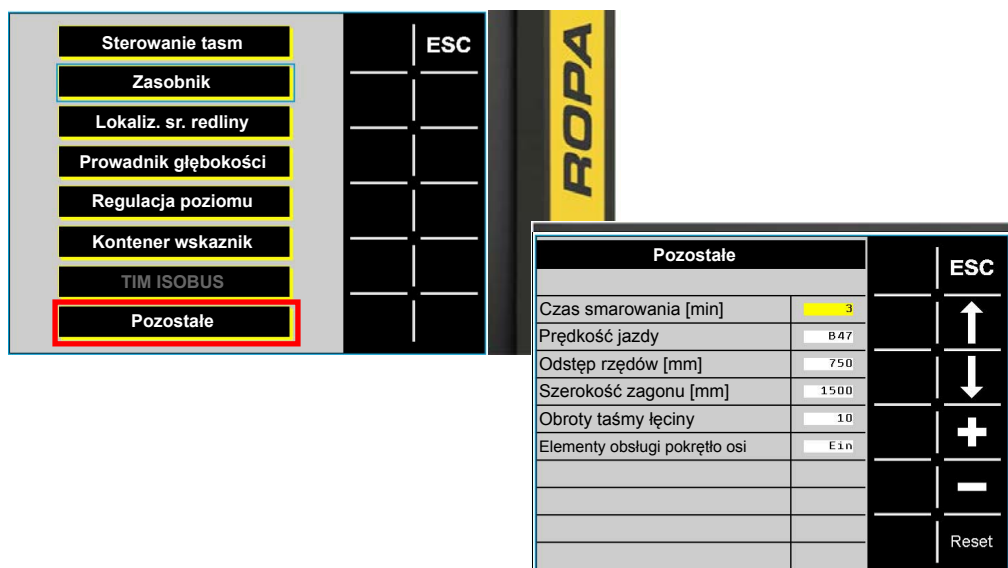 Sterowanie tasm
ESC
Zasobnik
Lokaliz. sr. redliny
Prowadnik głębokości
Regulacja poziomu
Kontener wskaznik
TIM ISOBUS
Pozostałe
ROPA
Pozostałe
ESC
Czas smarowania [min] 3
Prędkość jazdy B47
Odstęp rzędów [mm] 750
Szerokość zagonu [mm] 1500
Obroty taśmy łęciny 10
Elementy obsługi pokrętło osi Ein
Reset